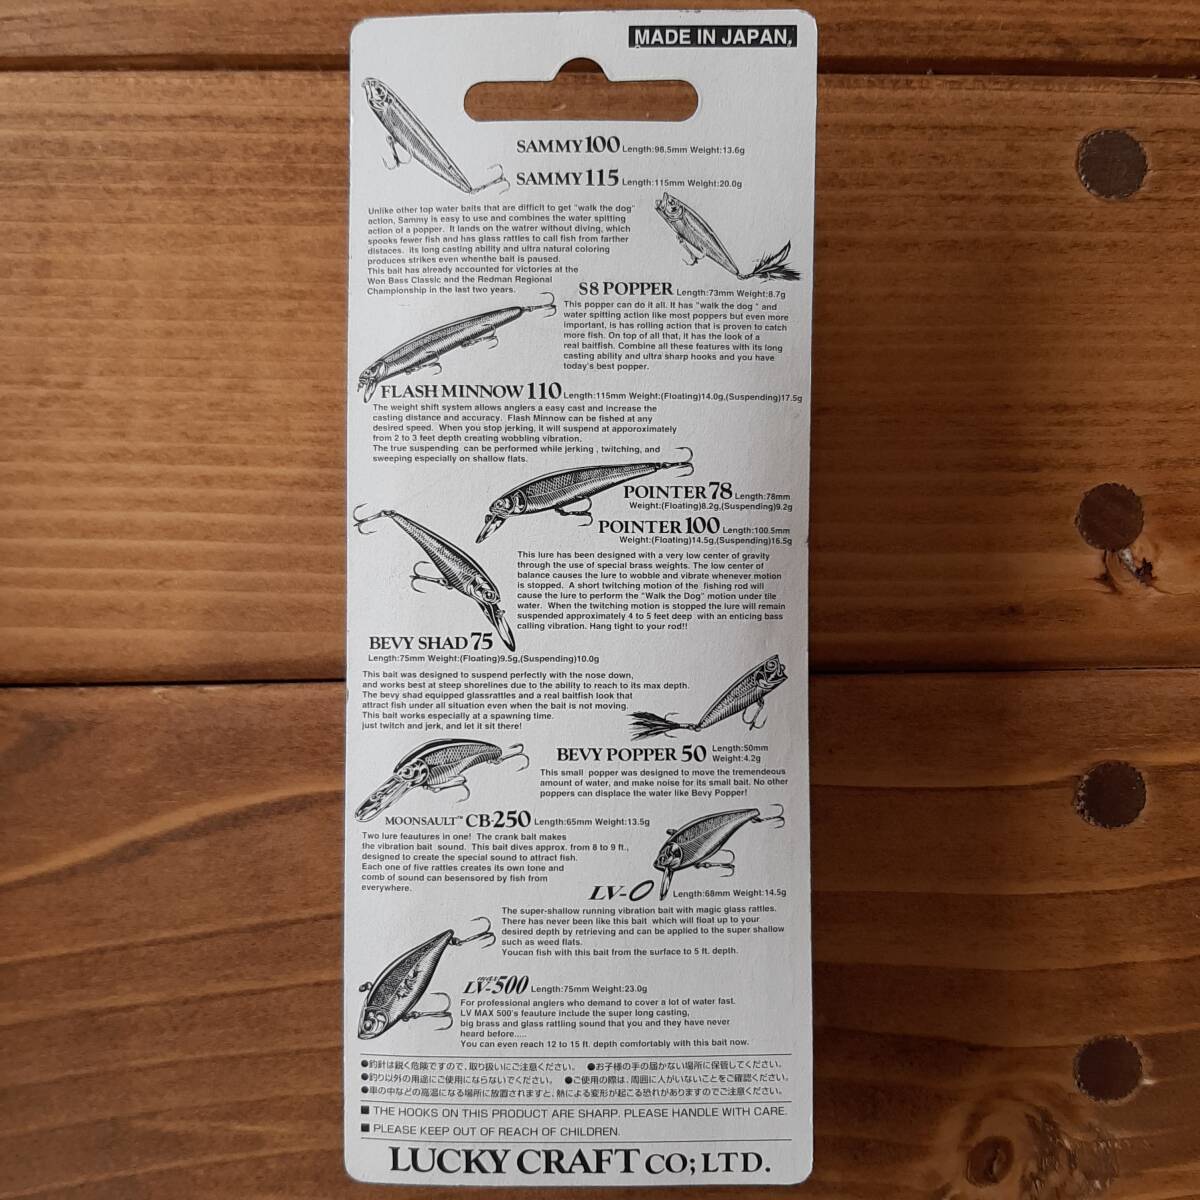 MADE IN JAPAN,
SAMMY 100 Length:98.5mm Weight:13.6g
SAMMY 115 Length:115mm Weight:20.0g
Unlike other top water baits that are difficlt to get "walk the dog"
action, Sammy is easy to use and combines the water spitting
action of a popper. It lands on the watrer without diving, which
spooks fewer fish and has glass rattles to call fish from farther
distaces. its long casting ability and ultra natural coloring
produces strikes even whenthe bait is paused.
This bait has already accounted for victories at the
Won Bass Classic and the Redman Regional
Championship in the last two years.
S8 POPPER Length:73mm Weight:8.7g
This popper can do it all. It has "walk the dog " and
water spitting action like most poppers but even more
important, is has rolling action that is proven to catch
more fish. On top of all that, it has the look of a
real baitfish. Combine all these features with its long
casting ability and ultra sharp hooks and you have
today's best popper.
FLASH MINNOW 110 Length:115mm Weight:(Floating)14.0g,(Suspending)17.5g
The weight shift system allows anglers a easy cast and increase the
casting distance and accuracy. Flash Minnow can be fished at any
desired speed. When you stop jerking, it will suspend at apporoximately
from 2 to 3 feet depth creating wobbling vibration.
The true suspending can be performed while jerking , twitching, and
sweeping especially on shallow flats.
POINTER 78 Length:78mm
Weight:(Floating)8.2g,(Suspending)9.2g
POINTER 100 Length:100.5mm
Weight:(Floating)14.5g,(Suspending)16.5g
This lure has been designed with a very low center of gravity
through the use of special brass weights. The low center of
balance causes the lure to wobble and vibrate whenever motion
is stopped. A short twitching motion of the fishing rod will
cause the lure to perform the "Walk the Dog" motion under tile
water. When the twitching motion is stopped the lure will remain
suspended approximately 4 to 5 feet deep with an enticing bass
calling vibration. Hang tight to your rod!!
BEVY SHAD 75
Length:75mm Weight:(Floating)9.5g,(Suspending)10.0g
This bait was designed to suspend perfectly with the nose down,
and works best at steep shorelines due to the ability to reach to its max depth.
The bevy shad equipped glassrattles and a real baitfish look that
attract fish under all situation even when the bait is not moving.
This bait works especially at a spawning time.
just twitch and jerk, and let it sit there!
BEVY POPPER 50 Length:50mm
Weight:4.2g
This small popper was designed to move the tremendeous
amount of water, and make noise for its small bait. No other
poppers can displace the water like Bevy Popper!
MOONSAULT™ CB-250 Length:65mm Weight:13.5g
Two lure feautures in one! The crank bait makes
the vibration bait sound. This bait dives approx. from 8 to 9 ft.,
designed to create the special sound to attract fish.
Each one of five rattles creates its own tone and
comb of sound can besensored by fish from
everywhere.
LV-0 Length:68mm Weight:14.5g
The super-shallow running vibration bait with magic glass rattles.
There has never been like this bait which will float up to your
desired depth by retrieving and can be applied to the super shallow
such as weed flats.
Youcan fish with this bait from the surface to 5 ft. depth.
LV-max 500 Length:75mm Weight:23.0g
For professional anglers who demand to cover a lot of water fast.
LV MAX 500's feauture include the super long casting,
big brass and glass rattling sound that you and they have never
heard before.....
You can even reach 12 to 15 ft. depth comfortably with this bait now.
●釣針は鋭く危険ですので、取り扱いにご注意ください。 ●お子様の手の届かない場所に保管してください。
●釣り以外の用途にご使用にならないでください。 ●ご使用の際は、周囲に人がいないことをご確認ください。
●車の中などの高温になる場所に放置されますと、熱による変形が起こる恐れがありますのでご注意ください。
■ THE HOOKS ON THIS PRODUCT ARE SHARP. PLEASE HANDLE WITH CARE.
■ PLEASE KEEP OUT OF REACH OF CHILDREN.
LUCKY CRAFT CO;LTD.